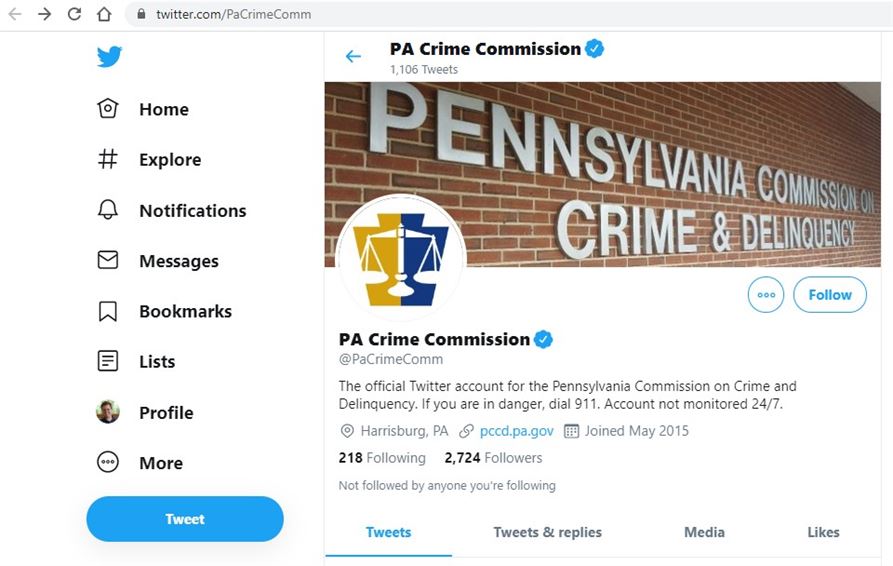 twitter.com/PaCrimeComm
PA Crime Commission
1,106 Tweets
Home
Explore
Notifications
Messages
Bookmarks
Lists
Profile
More
Tweet
PENNSYLVANIA COMMISSION ON
CRIME & DELINQUENCY
Follow
PA Crime Commission
@PaCrimeComm
The official Twitter account for the Pennsylvania Commission on Crime and
Delinquency. If you are in danger, dial 911. Account not monitored 24/7.
Harrisburg, PA pccd.pa.gov Joined May 2015
218 Following 2,724 Followers
Not followed by anyone you're following
Tweets Tweets & replies Media Likes